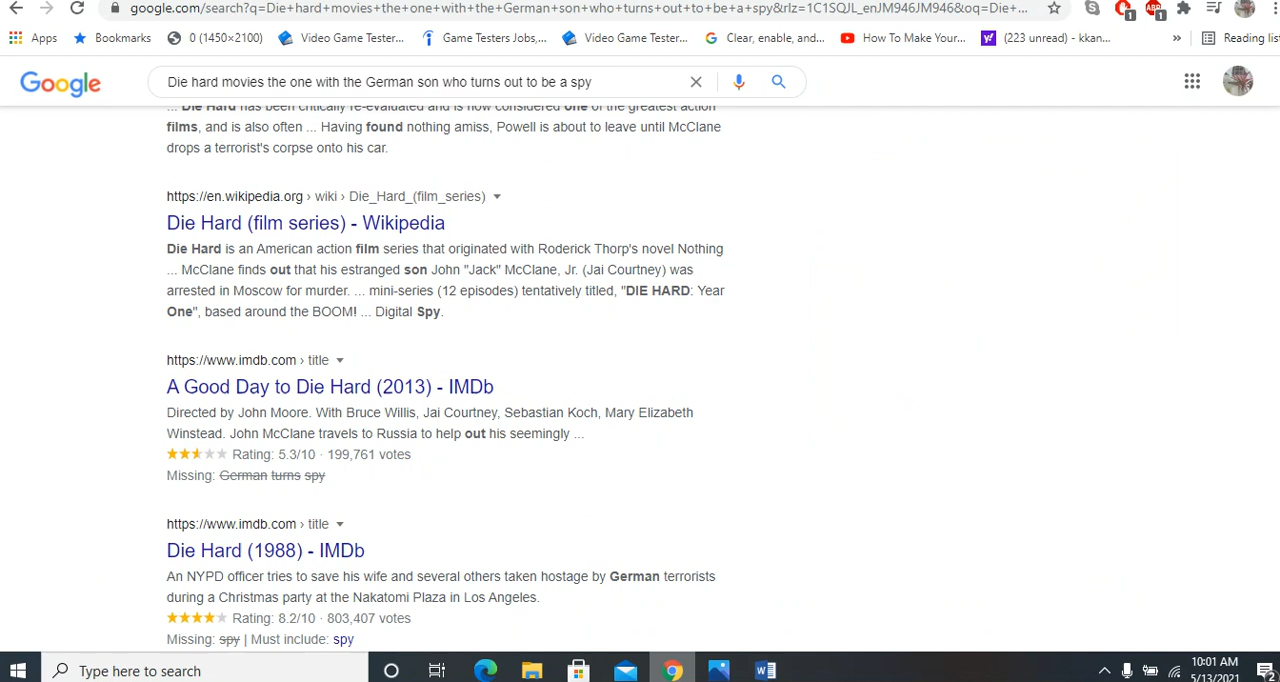 google.com/search?q=Die+hard+movies+the+one+with+the+German+son+who+turns+out+to+be+a+spy&rlz=1C1SQJL_enJM946JM946&oq=Die+...
1
1
Apps
Bookmarks
0 (1450×2100)
Video Game Tester...
Game Testers Jobs,...
Video Game Tester...
Clear, enable, and...
How To Make Your...
(223 unread) - kkan...
»
Reading list
Google
Die hard movies the one with the German son who turns out to be a spy
... Die Hard has been critically re-evaluated and is now considered one of the greatest action
films, and is also often ... Having found nothing amiss, Powell is about to leave until McClane
drops a terrorist's corpse onto his car.
https://en.wikipedia.org › wiki › Die_Hard_(film_series)
Die Hard (film series) - Wikipedia
Die Hard is an American action film series that originated with Roderick Thorp's novel Nothing
... McClane finds out that his estranged son John "Jack" McClane, Jr. (Jai Courtney) was
arrested in Moscow for murder. ... mini-series (12 episodes) tentatively titled, "DIE HARD: Year
One", based around the BOOM! ... Digital Spy.
https://www.imdb.com › title
A Good Day to Die Hard (2013) - IMDb
Directed by John Moore. With Bruce Willis, Jai Courtney, Sebastian Koch, Mary Elizabeth
Winstead. John McClane travels to Russia to help out his seemingly ...
Rating: 5.3/10 · 199,761 votes
Missing: German turns spy
https://www.imdb.com › title
Die Hard (1988) - IMDb
An NYPD officer tries to save his wife and several others taken hostage by German terrorists
during a Christmas party at the Nakatomi Plaza in Los Angeles.
Rating: 8.2/10 · 803,407 votes
Missing: spy | Must include: spy
Type here to search
10:01 AM
5/13/2021
2